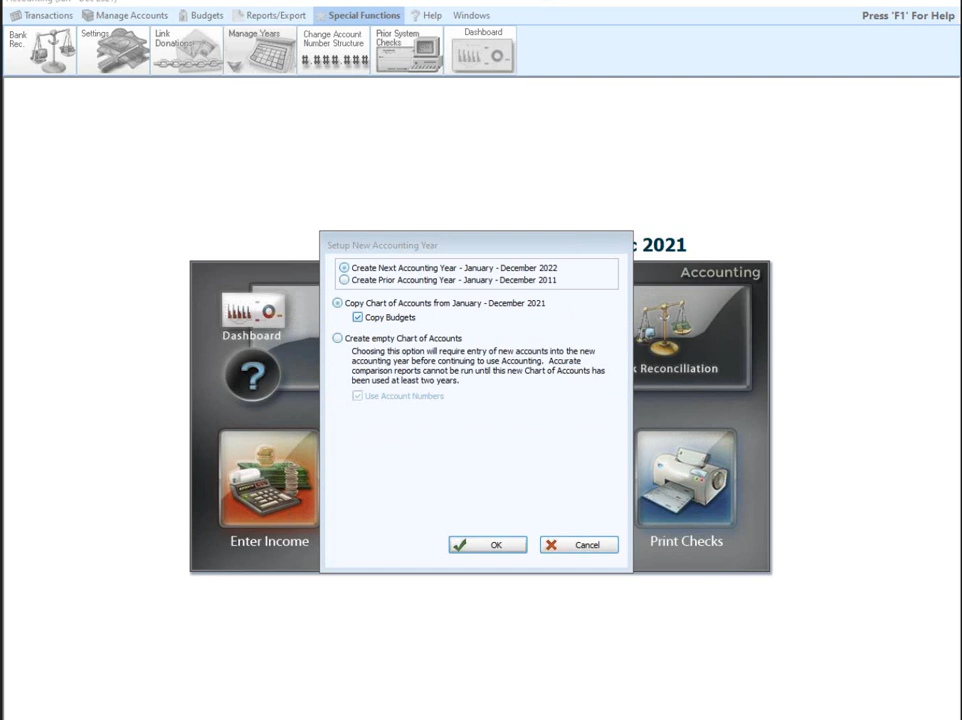 Transactions Manage Accounts Budgets Reports/Export Special Functions Help Windows Press 'F1' For Help
Bank Rec.
Settings
Link Donations
Manage Years
Change Account Number Structure
Prior System Checks
Dashboard
2021
Accounting
Setup New Accounting Year
Create Next Accounting Year - January - December 2022
Create Prior Accounting Year - January - December 2011
Copy Chart of Accounts from January - December 2021
Copy Budgets
Create empty Chart of Accounts
Choosing this option will require entry of new accounts into the new
accounting year before continuing to use Accounting. Accurate
comparison reports cannot be run until this new Chart of Accounts has
been used at least two years.
Use Account Numbers
OK
Cancel
Dashboard
?
Reconciliation
Enter Income
Print Checks